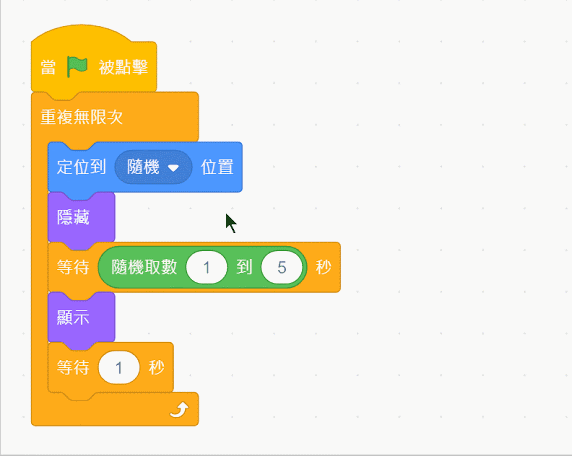 當 被點擊
重複無限次
定位到 隨機 位置
隱藏
等待 隨機取數 1 到 5 秒
顯示
等待 1 秒